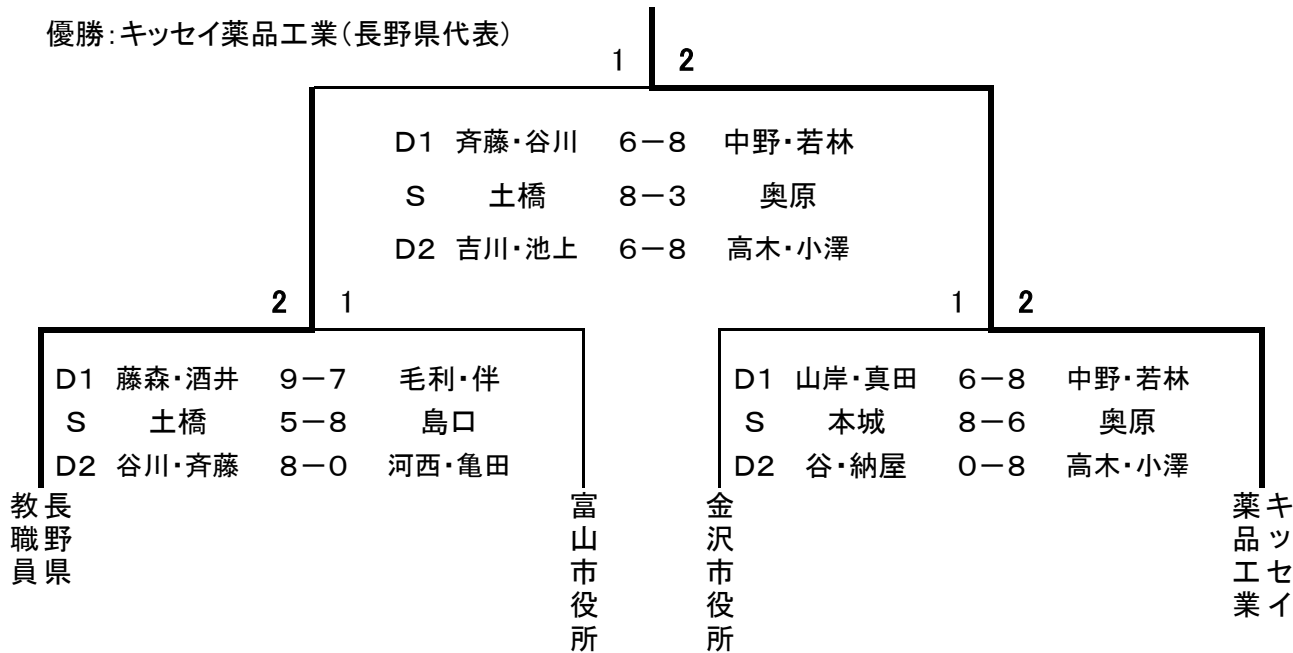 優勝：キッセイ薬品工業（長野県代表）
1 2
D1 斉藤・谷川 6－8 中野・若林
S 土橋 8－3 奥原
D2 吉川・池上 6－8 高木・小澤
2 1
D1 藤森・酒井 9－7 毛利・伴
S 土橋 5－8 島口
D2 谷川・斉藤 8－0 河西・亀田
長野県
教職員
富山市役所
1 2
D1 山岸・真田 6－8 中野・若林
S 本城 8－6 奥原
D2 谷・納屋 0－8 高木・小澤
金沢市役所
キッセイ
薬品工業